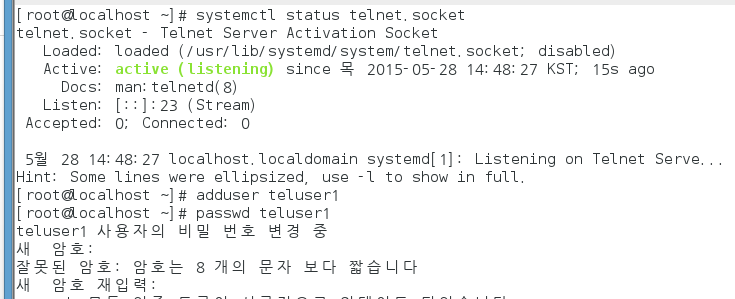 [root@localhost ~]# systemctl status telnet.socket
telnet.socket - Telnet Server Activation Socket
Loaded: loaded (/usr/lib/systemd/system/telnet.socket; disabled)
Active: active (listening) since 목 2015-05-28 14:48:27 KST; 15s ago
Docs: man:telnetd(8)
Listen: [::]:23 (Stream)
Accepted: 0; Connected: 0
5월 28 14:48:27 localhost.localdomain systemd[1]: Listening on Telnet Serve...
Hint: Some lines were ellipsized, use -l to show in full.
[root@localhost ~]# adduser teluser1
[root@localhost ~]# passwd teluser1
teluser1 사용자의 비밀 번호 변경 중
새 암호:
잘못된 암호: 암호는 8 개의 문자 보다 짧습니다
새 암호 재입력: